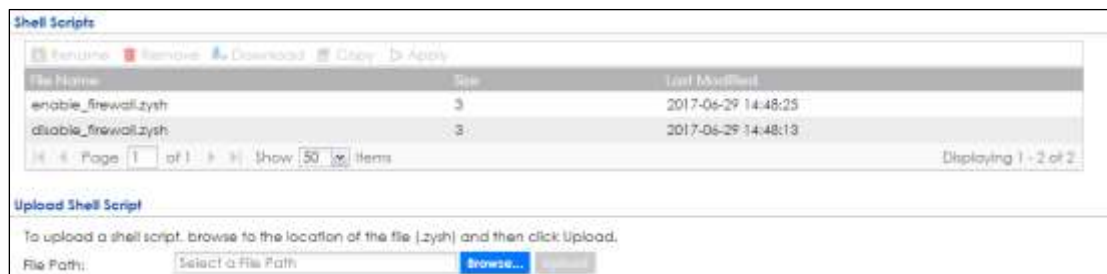 Shell Scripts
Rename Remove Download Copy Apply
File Name Size Last Modified
enable_firewall.zysh 3 2017-06-29 14:48:25
disable_firewall.zysh 3 2017-06-29 14:48:13
Page 1 of 1 Show 50 Items Displaying 1 - 2 of 2
Upload Shell Script
To upload a shell script, browse to the location of the file (.zysh) and then click Upload.
File Path: Select a File Path Browse... Upload